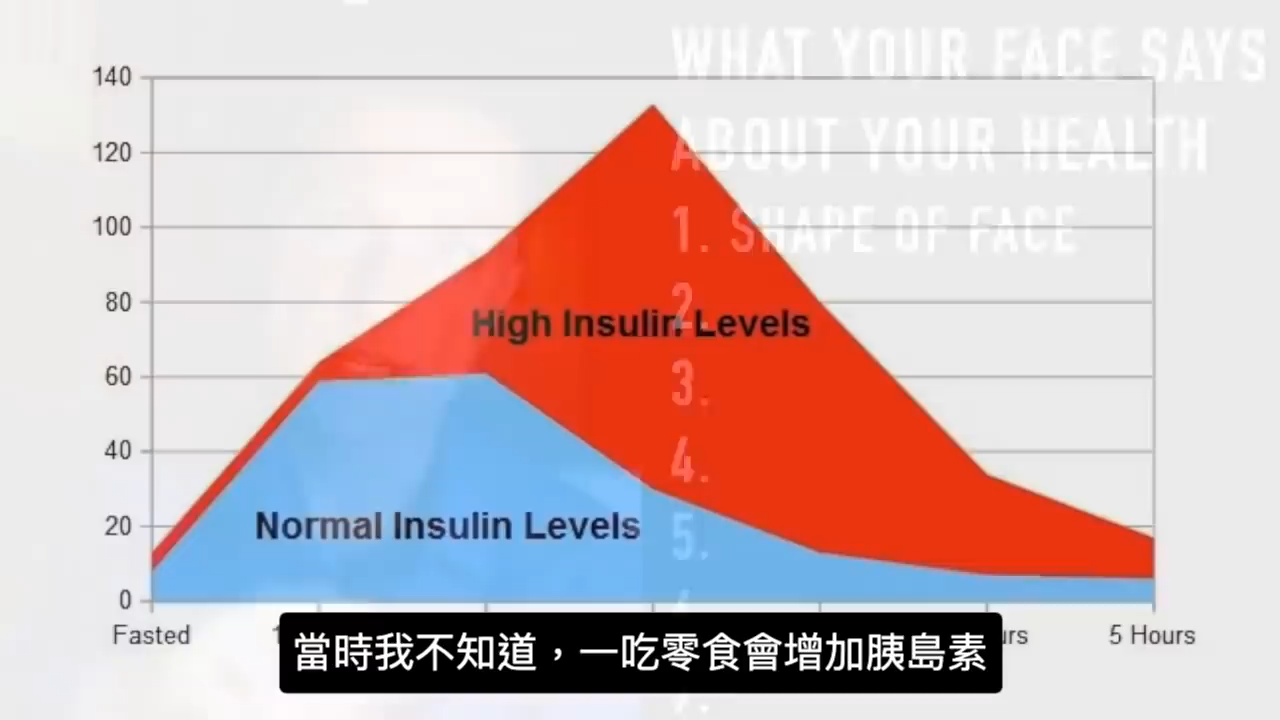 WHAT YOUR FACE SAYS
ABOUT YOUR HEALTH
1. SHAPE OF FACE
2.
3.
4.
5.
140
120
100
80
60
40
20
0
High Insulin Levels
Normal Insulin Levels
Fasted
5 Hours
當時我不知道，一吃零食會增加胰島素